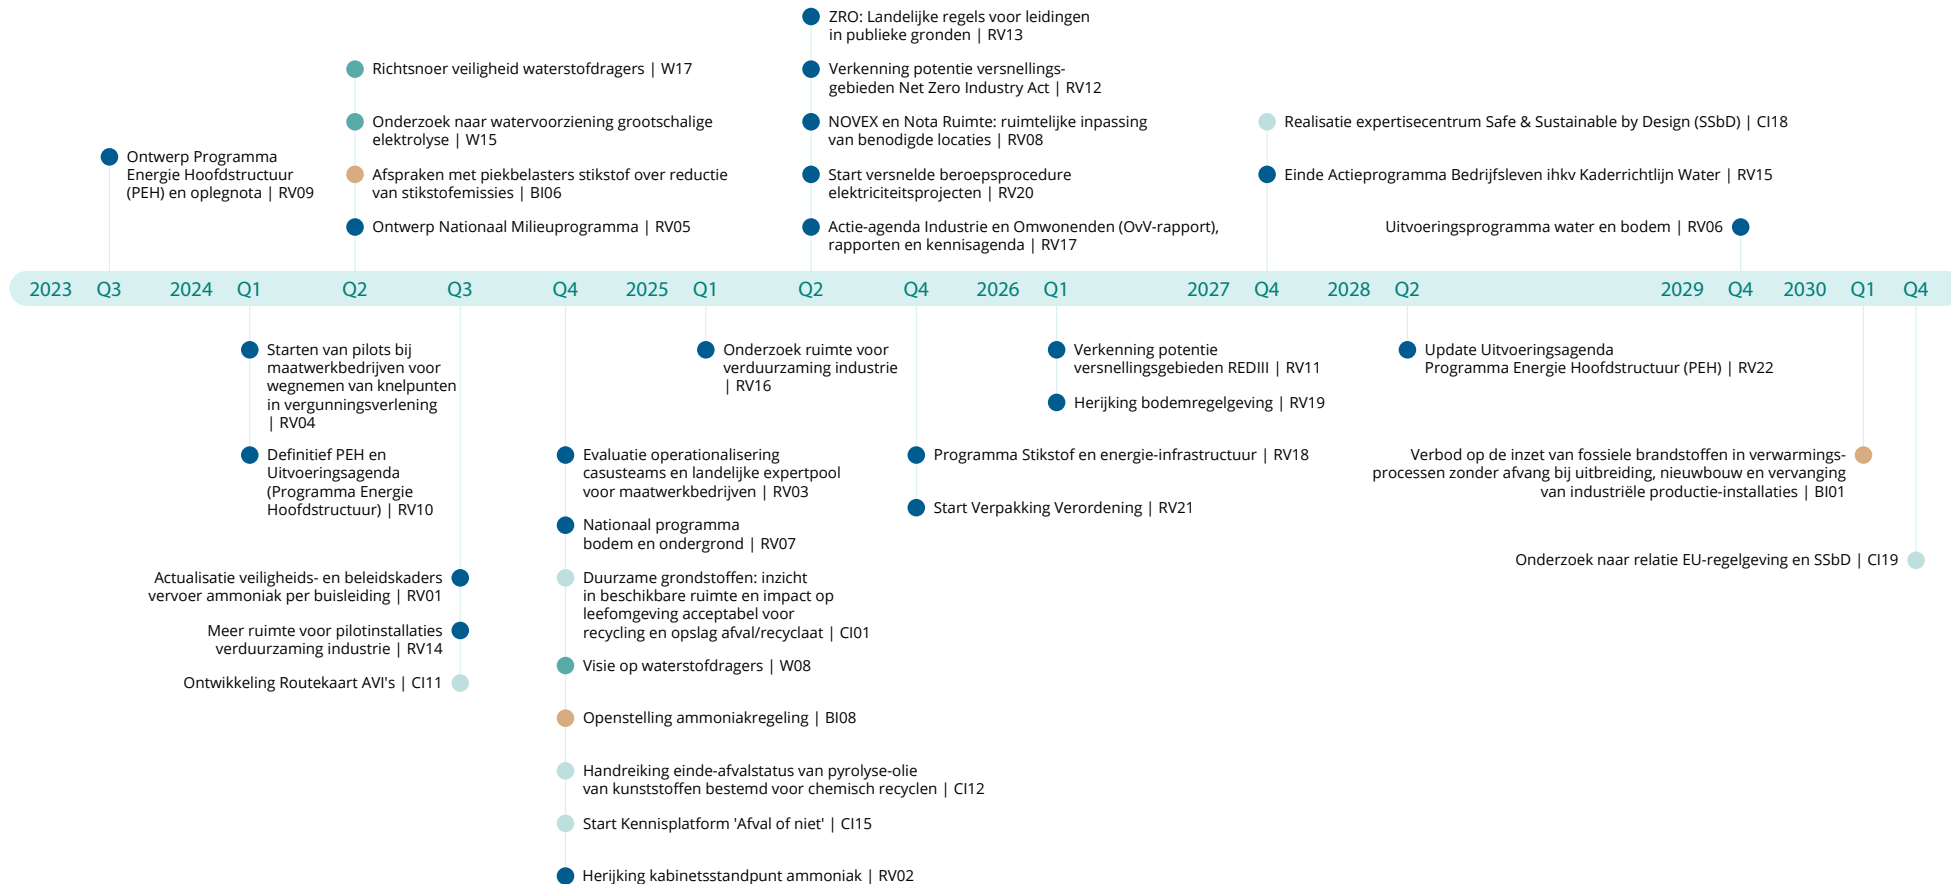 ZRO: Landelijke regels voor leidingen
in publieke gronden | RV13
Richtsnoer veiligheid waterstofdragers | W17
Verkenning potentie versnellings-
gebieden Net Zero Industry Act | RV12
Onderzoek naar watervoorziening grootschalige
elektrolyse | W15
NOVEX en Nota Ruimte: ruimtelijke inpassing
van benodigde locaties | RV08
Realisatie expertisecentrum Safe & Sustainable by Design (SSbD) | CI18
Ontwerp Programma
Energie Hoofdstructuur
(PEH) en oplegnota | RV09
Afspraken met piekbelasters stikstof over reductie
van stikstofemissies | BI06
Start versnelde beroepsprocedure
elektriciteitsprojecten | RV20
Einde Actieprogramma Bedrijfsleven ihkv Kaderrichtlijn Water | RV15
Ontwerp Nationaal Milieuprogramma | RV05
Actie-agenda Industrie en Omwonenden (OvV-rapport),
rapporten en kennisagenda | RV17
Uitvoeringsprogramma water en bodem | RV06
2023 Q3 2024 Q1 Q2 Q3 Q4 2025 Q1 Q2 Q4 2026 Q1 2027 Q4 2028 Q2 2029 Q4 2030 Q1 Q4
Starten van pilots bij
maatwerkbedrijven voor
wegnemen van knelpunten
in vergunningsverlening
| RV04
Onderzoek ruimte voor
verduurzaming industrie
| RV16
Verkenning potentie
versnellingsgebieden REDIII | RV11
Update Uitvoeringsagenda
Programma Energie Hoofdstructuur (PEH) | RV22
Herijking bodemregelgeving | RV19
Definitief PEH en
Uitvoeringsagenda
(Programma Energie
Hoofdstructuur) | RV10
Evaluatie operationalisering
casusteams en landelijke expertpool
voor maatwerkbedrijven | RV03
Programma Stikstof en energie-infrastructuur | RV18
Verbod op de inzet van fossiele brandstoffen in verwarmings-
processen zonder afvang bij uitbreiding, nieuwbouw en vervanging
van industriële productie-installaties | BI01
Start Verpakking Verordening | RV21
Nationaal programma
bodem en ondergrond | RV07
Onderzoek naar relatie EU-regelgeving en SSbD | CI19
Actualisatie veiligheids- en beleidskaders
vervoer ammoniak per buisleiding | RV01
Duurzame grondstoffen: inzicht
in beschikbare ruimte en impact op
leefomgeving acceptabel voor
recycling en opslag afval/recyclaat | CI01
Meer ruimte voor pilotinstallaties
verduurzaming industrie | RV14
Visie op waterstofdragers | W08
Ontwikkeling Routekaart AVI's | CI11
Openstelling ammoniakregeling | BI08
Handreiking einde-afvalstatus van pyrolyse-olie
van kunststoffen bestemd voor chemisch recyclen | CI12
Start Kennisplatform 'Afval of niet' | CI15
Herijking kabinetsstandpunt ammoniak | RV02